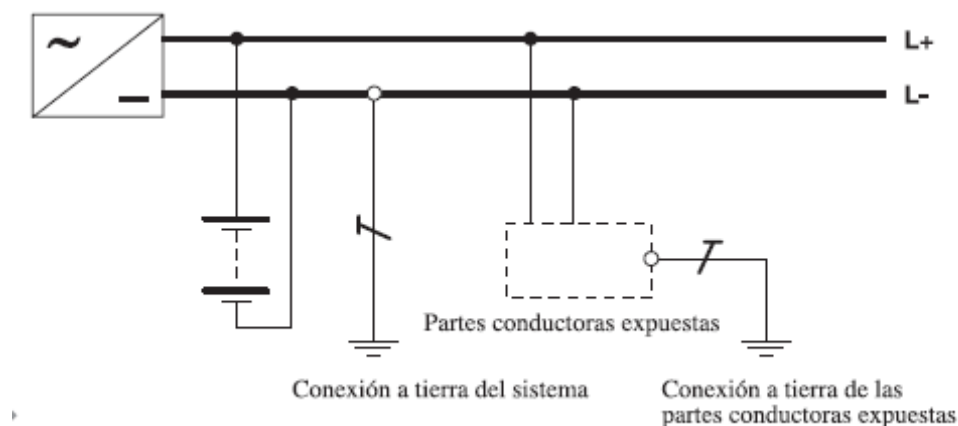 L+
L-
Partes conductoras expuestas
Conexión a tierra del sistema
Conexión a tierra de las
partes conductoras expuestas